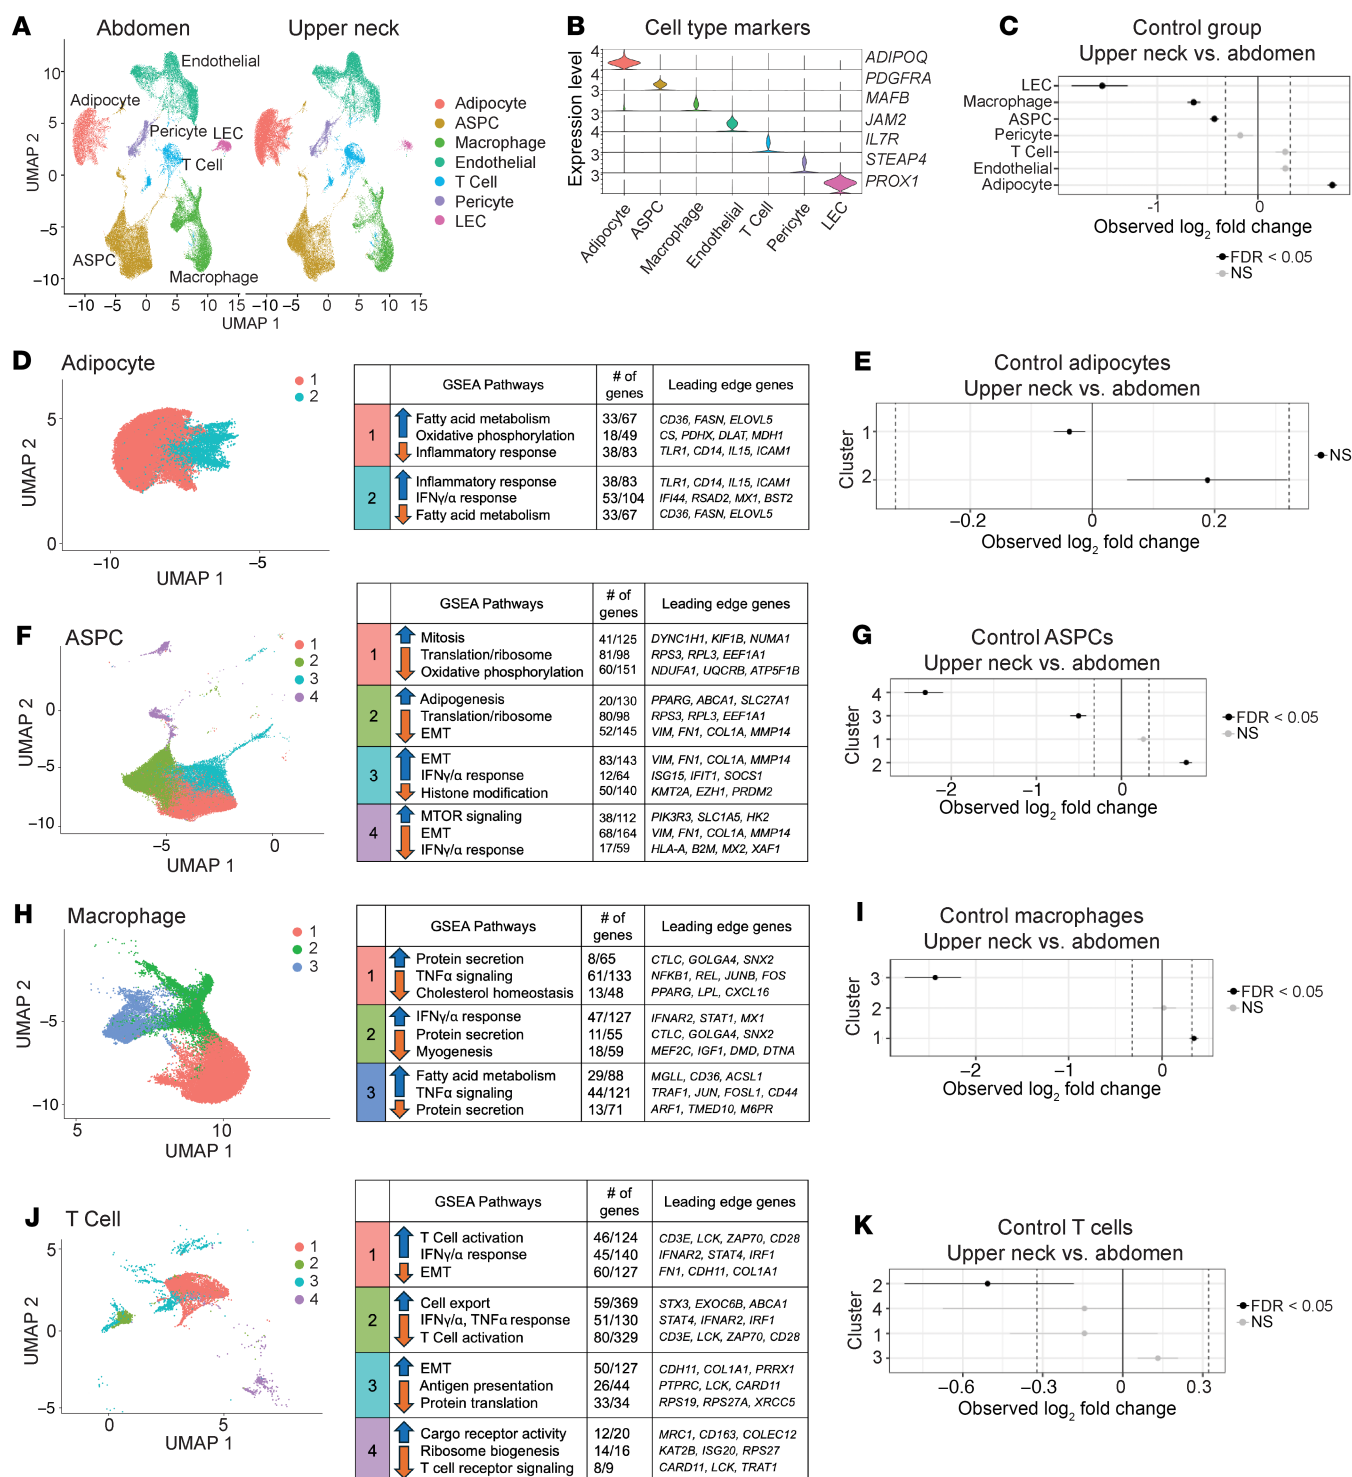 A
Abdomen
Upper neck
Endothelial
Adipocyte
Pericyte
LEC
T Cell
ASPC
Macrophage
10
5
0
−5
−10
UMAP 2
−10 −5 0 5 10 15 −10 −5 0 5 10 15
UMAP 1
Adipocyte
ASPC
Macrophage
Endothelial
T Cell
Pericyte
LEC
B
Cell type markers
Expression level
4
4
3
3
4
3
3
ADIPOQ
PDGFRA
MAFB
JAM2
IL7R
STEAP4
PROX1
Adipocyte
ASPC
Macrophage
Endothelial
T Cell
Pericyte
LEC
C
Control group
Upper neck vs. abdomen
LEC
Macrophage
ASPC
Pericyte
T Cell
Endothelial
Adipocyte
−1 0
Observed log2 fold change
FDR < 0.05
NS
D
Adipocyte
1
2
5
0
UMAP 2
−10 −5
UMAP 1
GSEA Pathways # of genes Leading edge genes
1
Fatty acid metabolism 33/67 CD36, FASN, ELOVL5
Oxidative phosphorylation 18/49 CS, PDHX, DLAT, MDH1
Inflammatory response 38/83 TLR1, CD14, IL15, ICAM1
2
Inflammatory response 38/83 TLR1, CD14, IL15, ICAM1
IFNγ/α response 53/104 IFI44, RSAD2, MX1, BST2
Fatty acid metabolism 33/67 CD36, FASN, ELOVL5
E
Control adipocytes
Upper neck vs. abdomen
Cluster
1
2
−0.2 0 0.2
Observed log2 fold change
NS
F
ASPC
1
2
3
4
0
−5
−10
UMAP 2
−5 0
UMAP 1
GSEA Pathways # of genes Leading edge genes
1
Mitosis 41/125 DYNC1H1, KIF1B, NUMA1
Translation/ribosome 81/98 RPS3, RPL3, EEF1A1
Oxidative phosphorylation 60/151 NDUFA1, UQCRB, ATP5F1B
2
Adipogenesis 20/130 PPARG, ABCA1, SLC27A1
Translation/ribosome 80/98 RPS3, RPL3, EEF1A1
EMT 52/145 VIM, FN1, COL1A, MMP14
3
EMT 83/143 VIM, FN1, COL1A, MMP14
IFNγ/α response 12/64 ISG15, IFIT1, SOCS1
Histone modification 50/140 KMT2A, EZH1, PRDM2
4
MTOR signaling 38/112 PIK3R3, SLC1A5, HK2
EMT 68/164 VIM, FN1, COL1A, MMP14
IFNγ/α response 17/59 HLA-A, B2M, MX2, XAF1
G
Control ASPCs
Upper neck vs. abdomen
Cluster
4
3
1
2
−2 −1 0
Observed log2 fold change
FDR < 0.05
NS
H
Macrophage
1
2
3
−5
−10
UMAP 2
5 10
UMAP 1
GSEA Pathways # of genes Leading edge genes
1
Protein secretion 8/65 CTLC, GOLGA4, SNX2
TNFα signaling 61/133 NFKB1, REL, JUNB, FOS
Cholesterol homeostasis 13/48 PPARG, LPL, CXCL16
2
IFNγ/α response 47/127 IFNAR2, STAT1, MX1
Protein secretion 11/55 CTLC, GOLGA4, SNX2
Myogenesis 18/59 MEF2C, IGF1, DMD, DTNA
3
Fatty acid metabolism 29/88 MGLL, CD36, ACSL1
TNFα signaling 44/121 TRAF1, JUN, FOSL1, CD44
Protein secretion 13/71 ARF1, TMED10, M6PR
I
Control macrophages
Upper neck vs. abdomen
Cluster
3
2
1
−2 −1 0
Observed log2 fold change
FDR < 0.05
NS
J
T Cell
1
2
3
4
5
0
−5
UMAP 2
0 5
UMAP 1
GSEA Pathways # of genes Leading edge genes
1
T Cell activation 46/124 CD3E, LCK, ZAP70, CD28
IFNγ/α response 45/140 IFNAR2, STAT4, IRF1
EMT 60/127 FN1, CDH11, COL1A1
2
Cell export 59/369 STX3, EXOC6B, ABCA1
IFNγ/α, TNFα response 51/130 STAT4, IFNAR2, IRF1
T Cell activation 80/329 CD3E, LCK, ZAP70, CD28
3
EMT 50/127 CDH11, COL1A1, PRRX1
Antigen presentation 26/44 PTPRC, LCK, CARD11
Protein translation 33/34 RPS19, RPS27A, XRCC5
4
Cargo receptor activity 12/20 MRC1, CD163, COLEC12
Ribosome biogenesis 14/16 KAT2B, ISG20, RPS27
T cell receptor signaling 8/9 CARD11, LCK, TRAT1
K
Control T cells
Upper neck vs. abdomen
Cluster
2
4
1
3
−0.6 −0.3 0 0.3
Observed log2 fold change
FDR < 0.05
NS